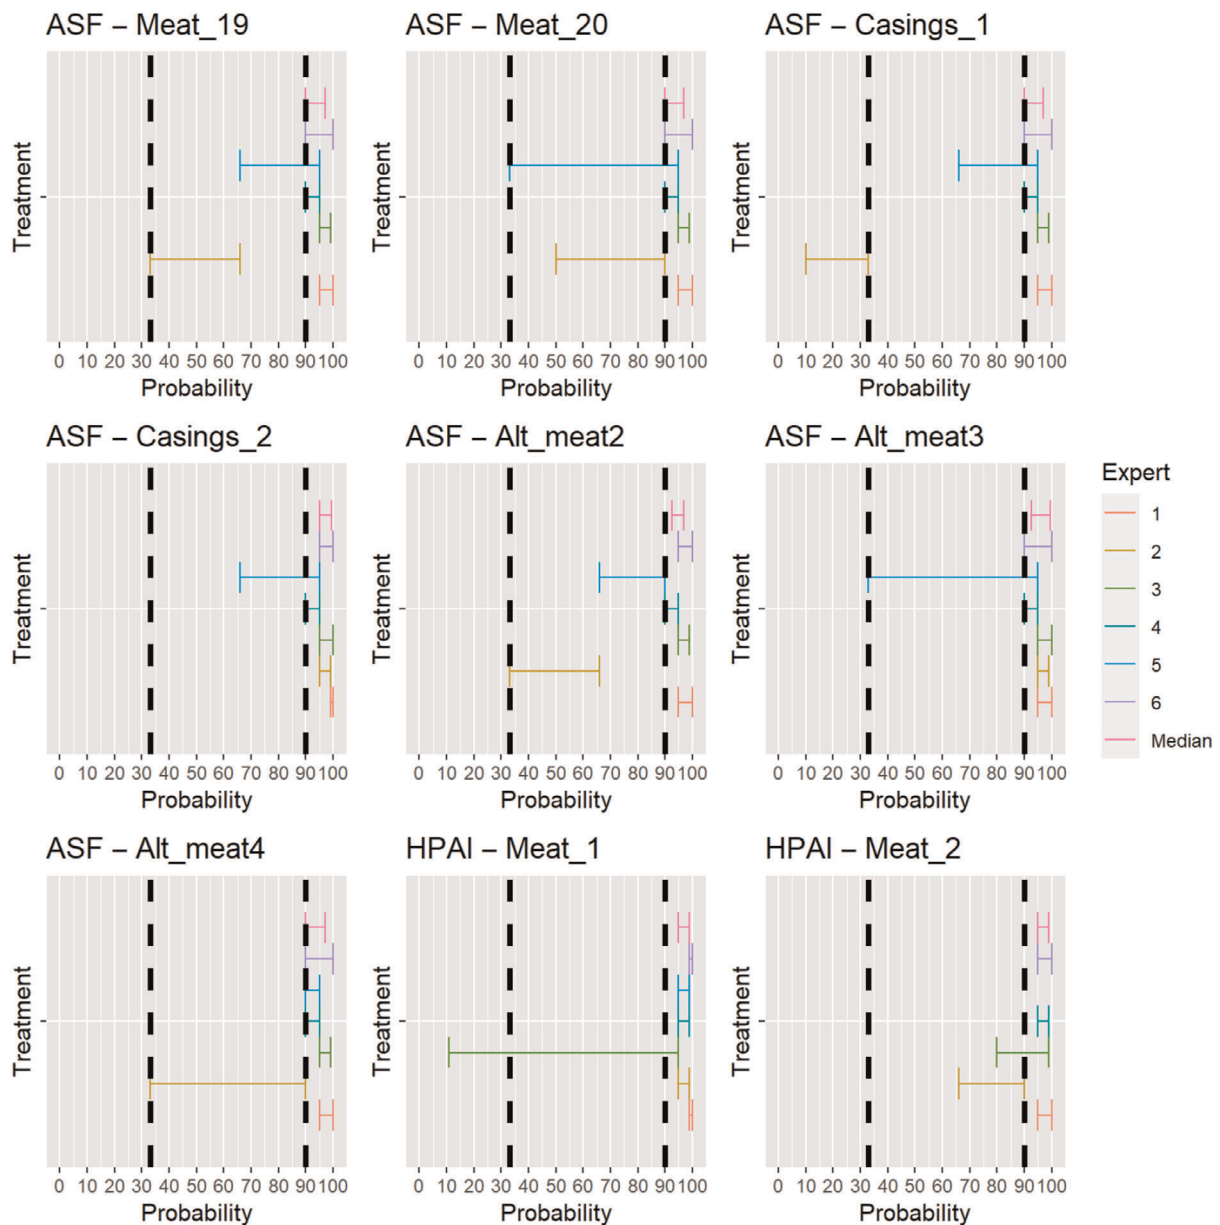 ASF – Meat_19
ASF – Meat_20
ASF – Casings_1
Treatment
Treatment
Treatment
0 10 20 30 40 50 60 70 80 90 100
0 10 20 30 40 50 60 70 80 90 100
0 10 20 30 40 50 60 70 80 90 100
Probability
Probability
Probability
ASF – Casings_2
ASF – Alt_meat2
ASF – Alt_meat3
Treatment
Treatment
Treatment
0 10 20 30 40 50 60 70 80 90 100
0 10 20 30 40 50 60 70 80 90 100
0 10 20 30 40 50 60 70 80 90 100
Probability
Probability
Probability
Expert
1
2
3
4
5
6
Median
ASF – Alt_meat4
HPAI – Meat_1
HPAI – Meat_2
Treatment
Treatment
Treatment
0 10 20 30 40 50 60 70 80 90 100
0 10 20 30 40 50 60 70 80 90 100
0 10 20 30 40 50 60 70 80 90 100
Probability
Probability
Probability